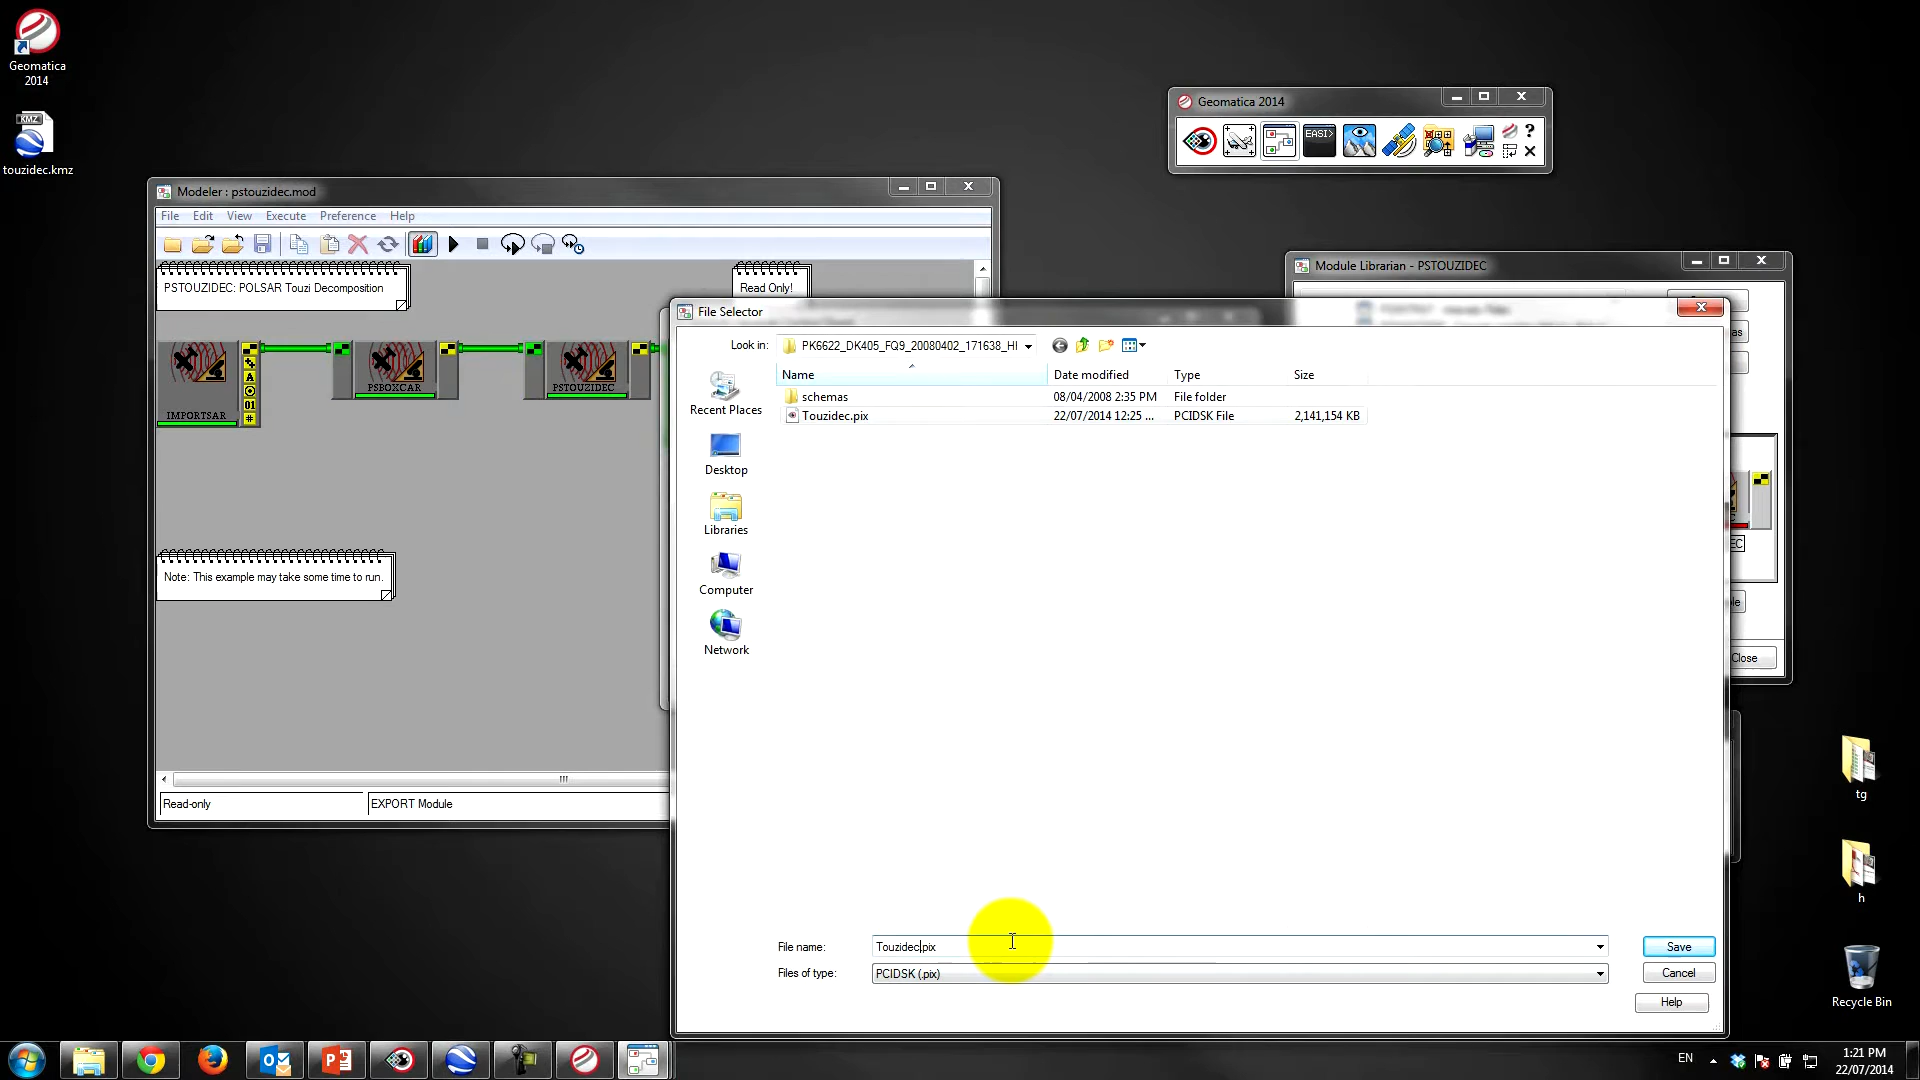 Geomatica
2014
touzidec.kmz
KMZ
Geomatica 2014
EASI>
Modeler : pstouzidec.mod
File Edit View Execute Preference Help
PSTOUZIDEC: POLSAR Touzi Decomposition
Read Only!
IMPORTSAR
PSBOXCAR
PSTOUZIDEC
Note: This example may take some time to run.
Read-only
EXPORT Module
Module Librarian - PSTOUZIDEC
Close
File Selector
Look in:
PK6622_DK405_FQ9_20080402_171638_HI
Name Date modified Type Size
schemas 08/04/2008 2:35 PM File folder
Touzidec.pix 22/07/2014 12:25 ... PCIDSK File 2,141,154 KB
Recent Places
Desktop
Libraries
Computer
Network
File name: Touzidec.pix Save
Files of type: PCIDSK (.pix) Cancel
Help
tg
h
Recycle Bin
EN
1:21 PM
22/07/2014